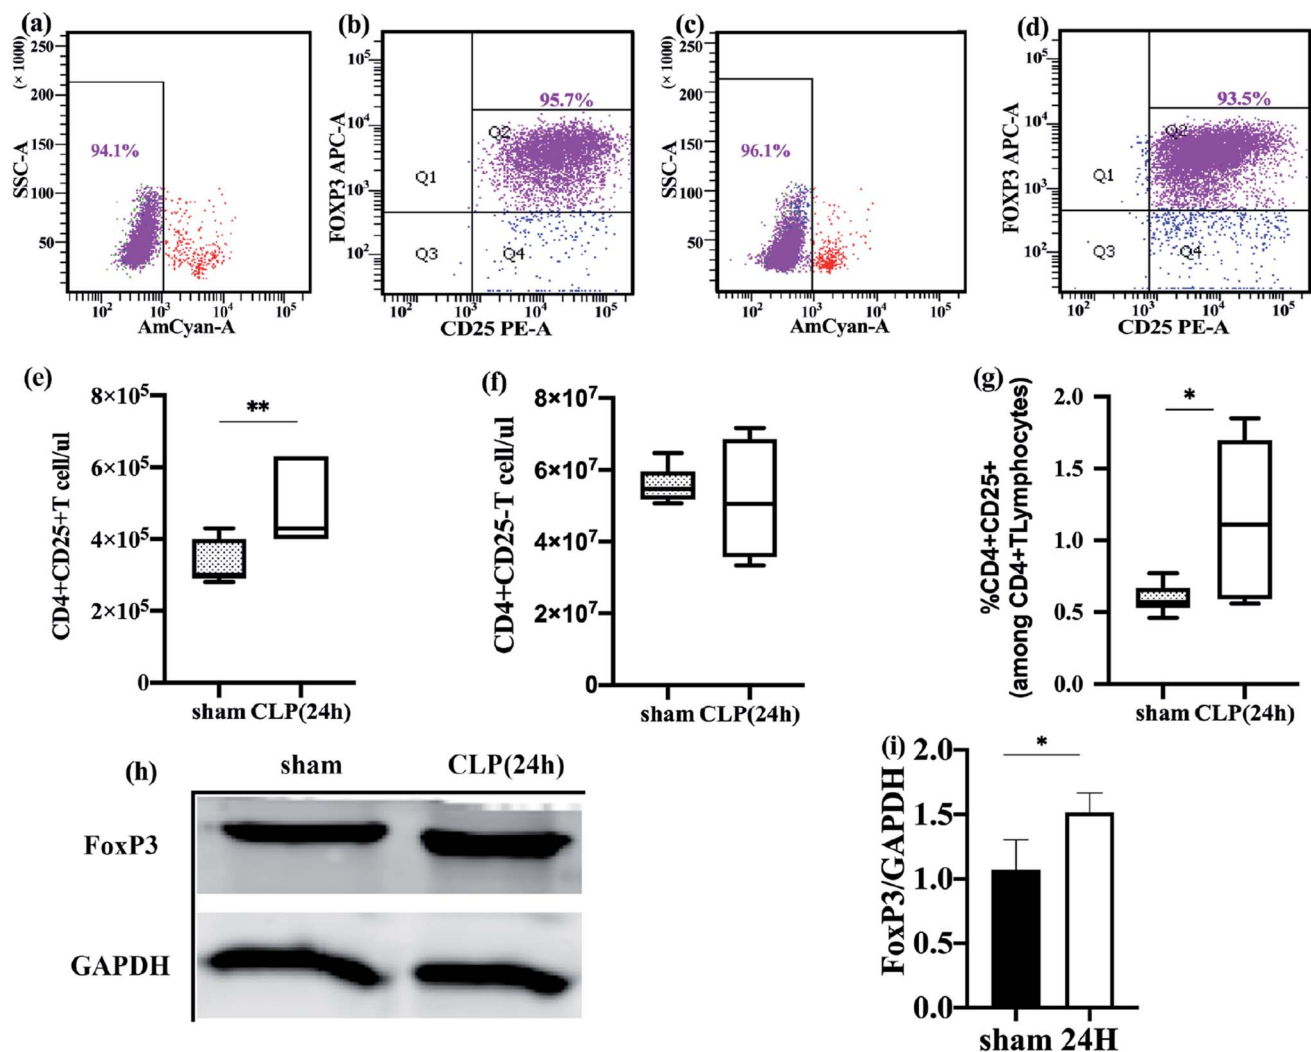 (a)
(× 1000)
250
200
150
100
50
SSC-A
94.1%
10² 10³ 10⁴ 10⁵
AmCyan-A
(b)
10⁵
10⁴
10³
10²
FOXP3 APC-A
95.7%
Q2
Q1
Q3
Q4
10² 10³ 10⁴ 10⁵
CD25 PE-A
(c)
(× 1000)
250
200
150
100
50
SSC-A
96.1%
10² 10³ 10⁴ 10⁵
AmCyan-A
(d)
10⁵
10⁴
10³
10²
FOXP3 APC-A
93.5%
Q2
Q1
Q3
Q4
10² 10³ 10⁴ 10⁵
CD25 PE-A
(e)
8×10⁵
6×10⁵
4×10⁵
2×10⁵
0
CD4+CD25+T cell/ul
**
sham CLP(24h)
(f)
8×10⁷
6×10⁷
4×10⁷
2×10⁷
0
CD4+CD25-T cell/ul
sham CLP(24h)
(g)
2.0
1.5
1.0
0.5
0.0
%CD4+CD25+
(among CD4+TLymphocytes)
*
sham CLP(24h)
(h)
sham CLP(24h)
FoxP3
GAPDH
(i)
2.0
1.5
1.0
0.5
0.0
FoxP3/GAPDH
*
sham 24H